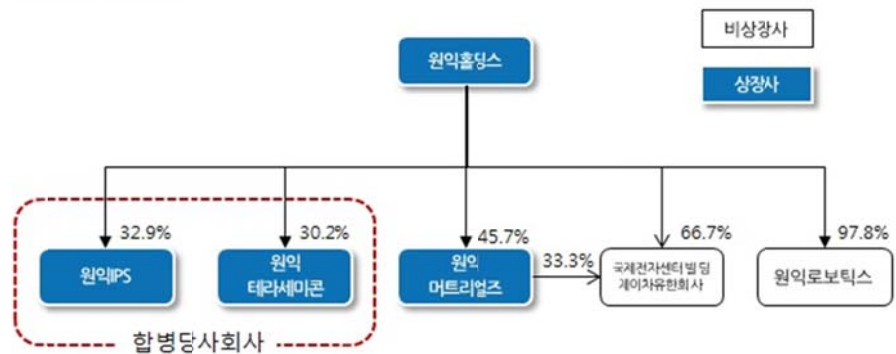 비상장사
원익홀딩스
상장사
32.9%
30.2%
45.7%
66.7%
97.8%
33.3%
원익IPS
원익
테라세미콘
원익
머트리얼즈
국제전자센터빌딩
제이차유한회사
원익로보틱스
합병당사회사